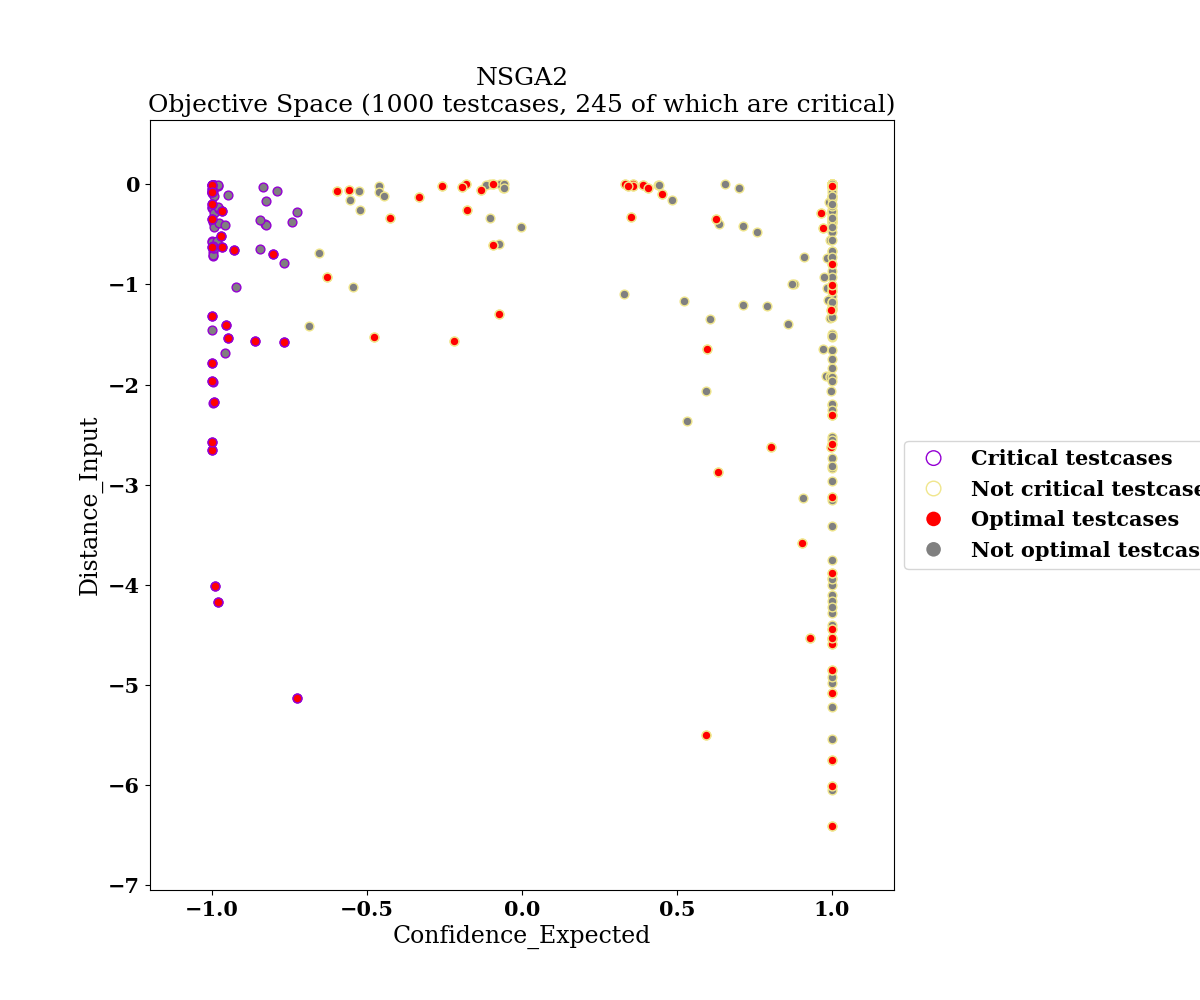 NSGA2
Objective Space (1000 testcases, 245 of which are critical)
0
−1
−2
−3
−4
−5
−6
−7
Distance_Input
−1.0
−0.5
0.0
0.5
1.0
Confidence_Expected
Critical testcases
Not critical testcase
Optimal testcases
Not optimal testcas